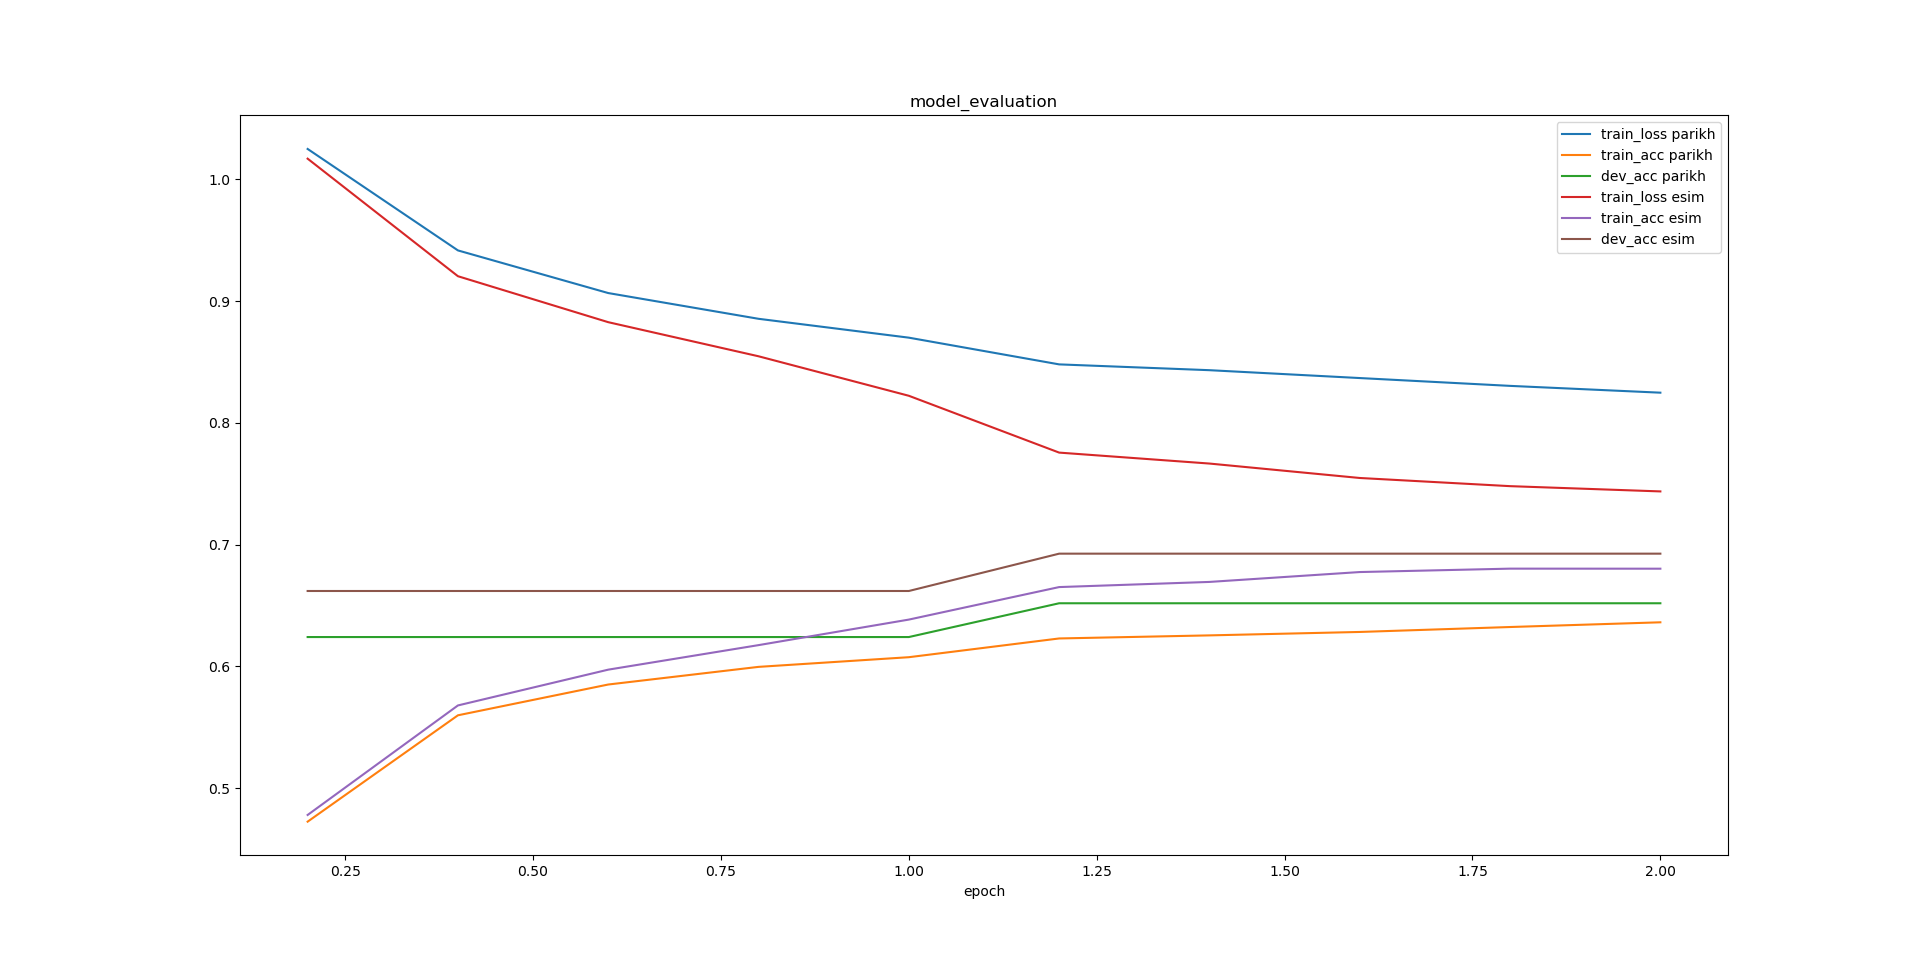 model_evaluation
train_loss parikh
train_acc parikh
dev_acc parikh
train_loss esim
train_acc esim
dev_acc esim
1.0
0.9
0.8
0.7
0.6
0.5
0.25 0.50 0.75 1.00 1.25 1.50 1.75 2.00
epoch